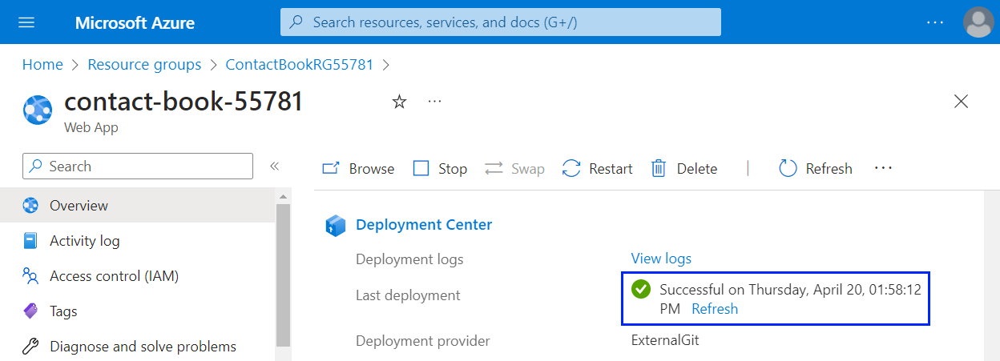 Microsoft Azure
Search resources, services, and docs (G+/)
Home > Resource groups > ContactBookRG55781 >
contact-book-55781
Web App
Search
Browse Stop Swap Restart Delete Refresh
Overview
Deployment Center
Activity log
Deployment logs View logs
Access control (IAM)
Last deployment Successful on Thursday, April 20, 01:58:12
PM Refresh
Tags
Deployment provider ExternalGit
Diagnose and solve problems